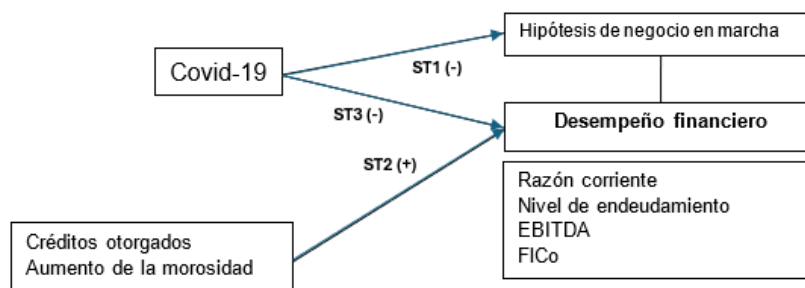 Hipótesis de negocio en marcha
Covid-19
ST1 (-)
ST3 (-)
Desempeño financiero
ST2 (+)
Razón corriente
Nivel de endeudamiento
EBITDA
FICo
Créditos otorgados
Aumento de la morosidad